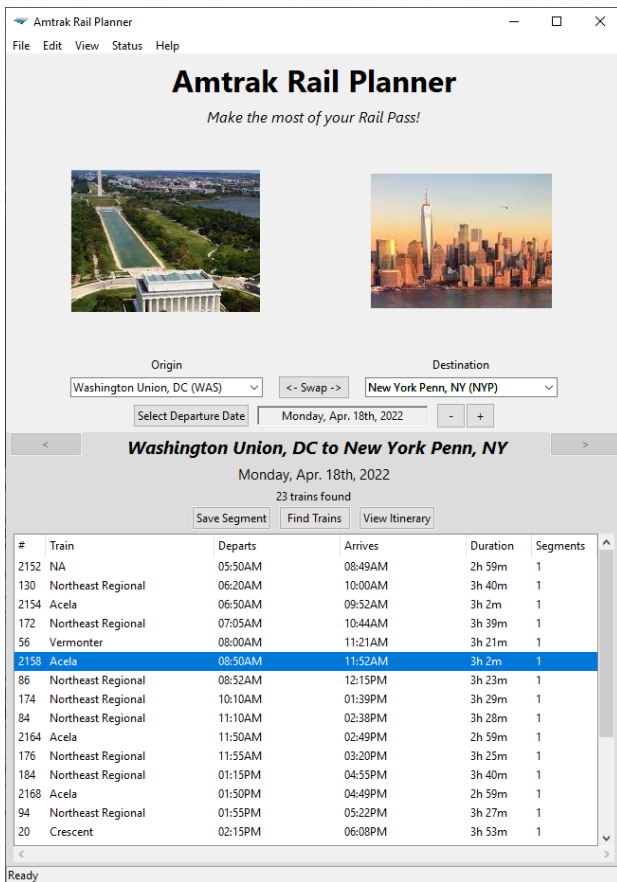 Amtrak Rail Planner
File Edit View Status Help
Amtrak Rail Planner
Make the most of your Rail Pass!
Origin Destination
Washington Union, DC (WAS) <- Swap -> New York Penn, NY (NYP)
Select Departure Date Monday, Apr. 18th, 2022 - +
< Washington Union, DC to New York Penn, NY >
Monday, Apr. 18th, 2022
23 trains found
Save Segment Find Trains View Itinerary
# Train Departs Arrives Duration Segments
2152 NA 05:50AM 08:49AM 2h 59m 1
130 Northeast Regional 06:20AM 10:00AM 3h 40m 1
2154 Acela 06:50AM 09:52AM 3h 2m 1
172 Northeast Regional 07:05AM 10:44AM 3h 39m 1
56 Vermonter 08:00AM 11:21AM 3h 21m 1
2158 Acela 08:50AM 11:52AM 3h 2m 1
86 Northeast Regional 08:52AM 12:15PM 3h 23m 1
174 Northeast Regional 10:10AM 01:39PM 3h 29m 1
84 Northeast Regional 11:10AM 02:38PM 3h 28m 1
2164 Acela 11:50AM 02:49PM 2h 59m 1
176 Northeast Regional 11:55AM 03:20PM 3h 25m 1
184 Northeast Regional 01:15PM 04:55PM 3h 40m 1
2168 Acela 01:50PM 04:49PM 2h 59m 1
94 Northeast Regional 01:55PM 05:22PM 3h 27m 1
20 Crescent 02:15PM 06:08PM 3h 53m 1
Ready